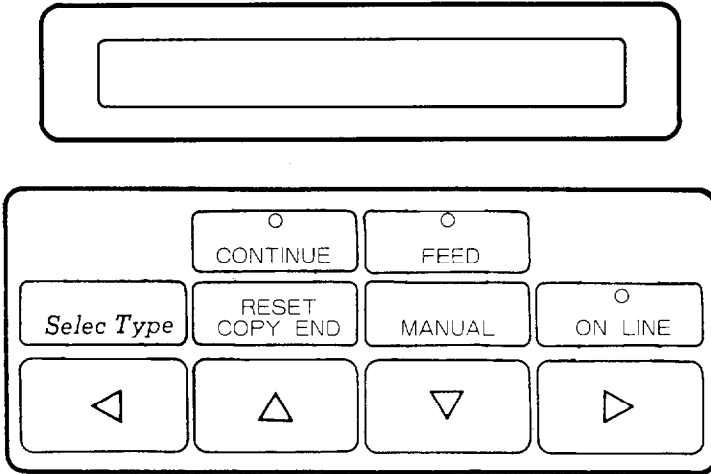 CONTINUE
FEED
Selec Type
RESET
COPY END
MANUAL
ON LINE